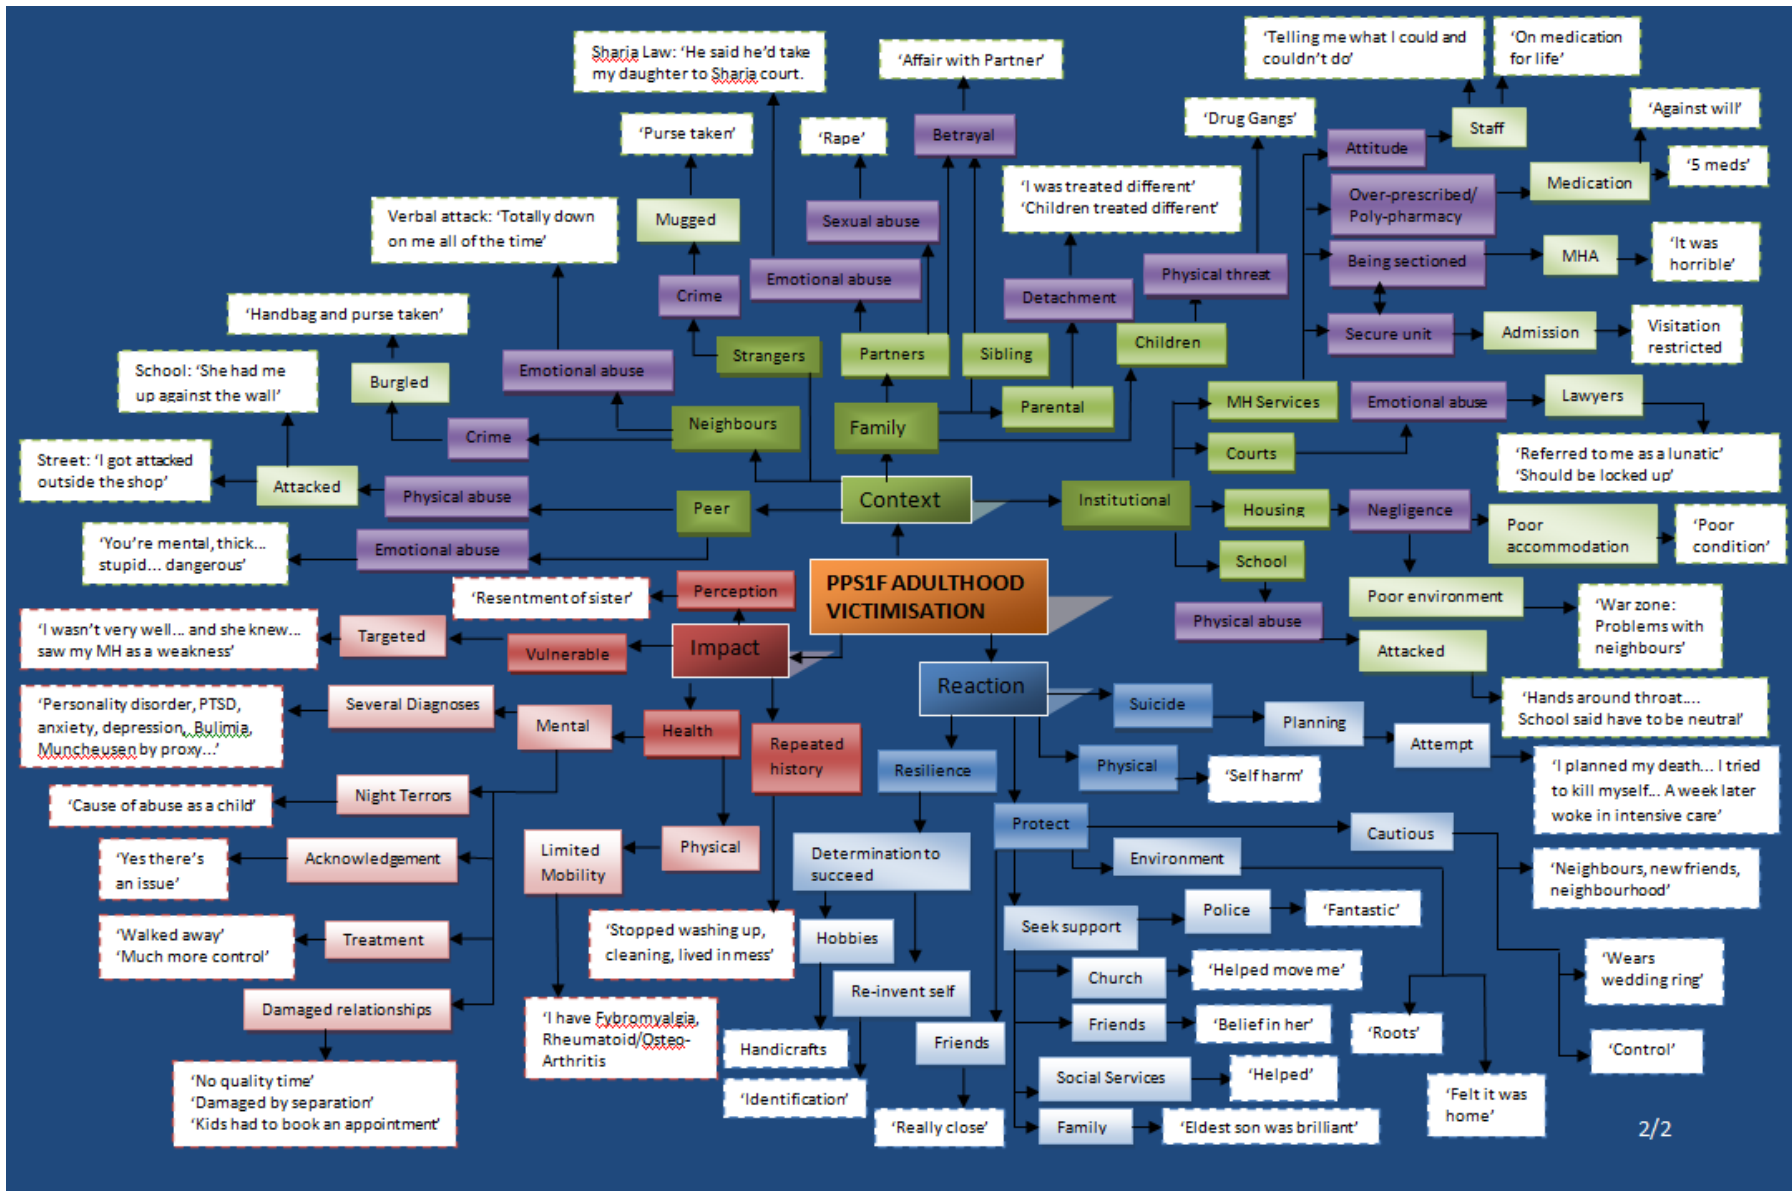 Sharia Law: ‘He said he’d take
my daughter to Sharia court.
‘Affair with Partner’
‘Telling me what I could and
couldn’t do’
‘On medication
for life’
‘Purse taken’
‘Rape’
Betrayal
‘Drug Gangs’
Attitude
Staff
‘Against will’
‘I was treated different’
‘Children treated different’
Over-prescribed/
Poly-pharmacy
Medication
‘5 meds’
Verbal attack: ‘Totally down
on me all of the time’
Mugged
Sexual abuse
Being sectioned
MHA
‘It was
horrible’
Crime
Emotional abuse
Detachment
Physical threat
‘Handbag and purse taken’
Secure unit
Admission
Visitation
restricted
Strangers
Partners
Sibling
Children
School: ‘She had me
up against the wall’
Burgled
Emotional abuse
Parental
MH Services
Emotional abuse
Lawyers
Crime
Neighbours
Family
Courts
‘Referred to me as a lunatic’
‘Should be locked up’
Street: ‘I got attacked
outside the shop’
Attacked
Physical abuse
Peer
Context
Institutional
Housing
Negligence
Poor
accommodation
‘Poor
condition’
‘You’re mental, thick...
stupid... dangerous’
Emotional abuse
School
Poor environment
‘War zone:
Problems with
neighbours’
PPS1F ADULTHOOD
VICTIMISATION
Physical abuse
Attacked
‘Hands around throat....
School said have to be neutral’
‘Resentment of sister’
Perception
‘I wasn’t very well... and she knew...
saw my MH as a weakness’
Targeted
Vulnerable
Impact
Reaction
Suicide
Planning
Attempt
‘I planned my death... I tried
to kill myself... A week later
woke in intensive care’
‘Personality disorder, PTSD,
anxiety, depression, Bulimia,
Muncheusen by proxy...’
Several Diagnoses
Mental
Health
Repeated
history
Resilience
Physical
‘Self harm’
‘Cause of abuse as a child’
Night Terrors
Protect
Cautious
‘Neighbours, new friends,
neighbourhood’
‘Yes there’s
an issue’
Acknowledgement
Limited
Mobility
Physical
Determination to
succeed
Environment
‘Walked away’
‘Much more control’
Treatment
‘Stopped washing up,
cleaning, lived in mess’
Hobbies
Seek support
Police
‘Fantastic’
‘Wears
wedding ring’
Damaged relationships
‘I have Fybromyalgia,
Rheumatoid/Osteo-
Arthritis
Re-invent self
Church
‘Helped move me’
Handicrafts
Friends
Friends
‘Belief in her’
‘Roots’
‘Control’
‘No quality time’
‘Damaged by separation’
‘Kids had to book an appointment’
‘Identification’
Social Services
‘Helped’
‘Felt it was
home’
‘Really close’
Family
‘Eldest son was brilliant’
2/2